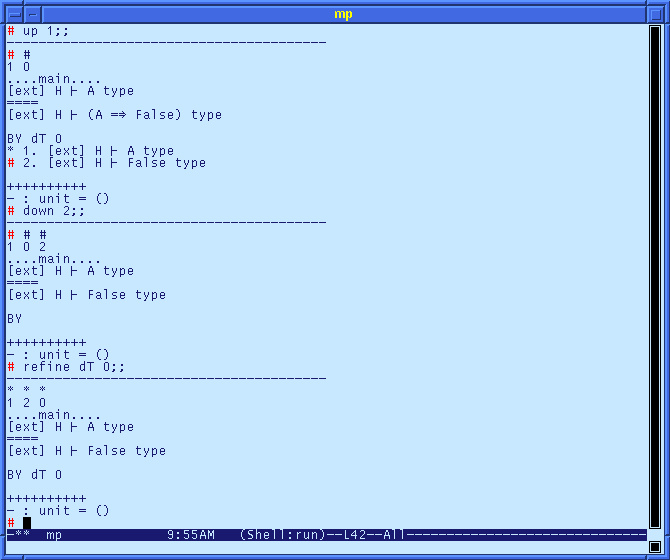 mp
# up 1;;
-----------------------------------------
# #
1 0
....main....
[ext] H ⊢ A type
====
[ext] H ⊢ (A ⇒ False) type
BY dT 0
* 1. [ext] H ⊢ A type
# 2. [ext] H ⊢ False type
++++++++++
- : unit = ()
# down 2;;
-----------------------------------------
# # #
1 0 2
....main....
[ext] H ⊢ A type
====
[ext] H ⊢ False type
BY
++++++++++
- : unit = ()
# refine dT 0;;
-----------------------------------------
* * *
1 2 0
....main....
[ext] H ⊢ A type
====
[ext] H ⊢ False type
BY dT 0
++++++++++
- : unit = ()
#
-** mp 9:55AM (Shell:run)--L42--All------------------------------